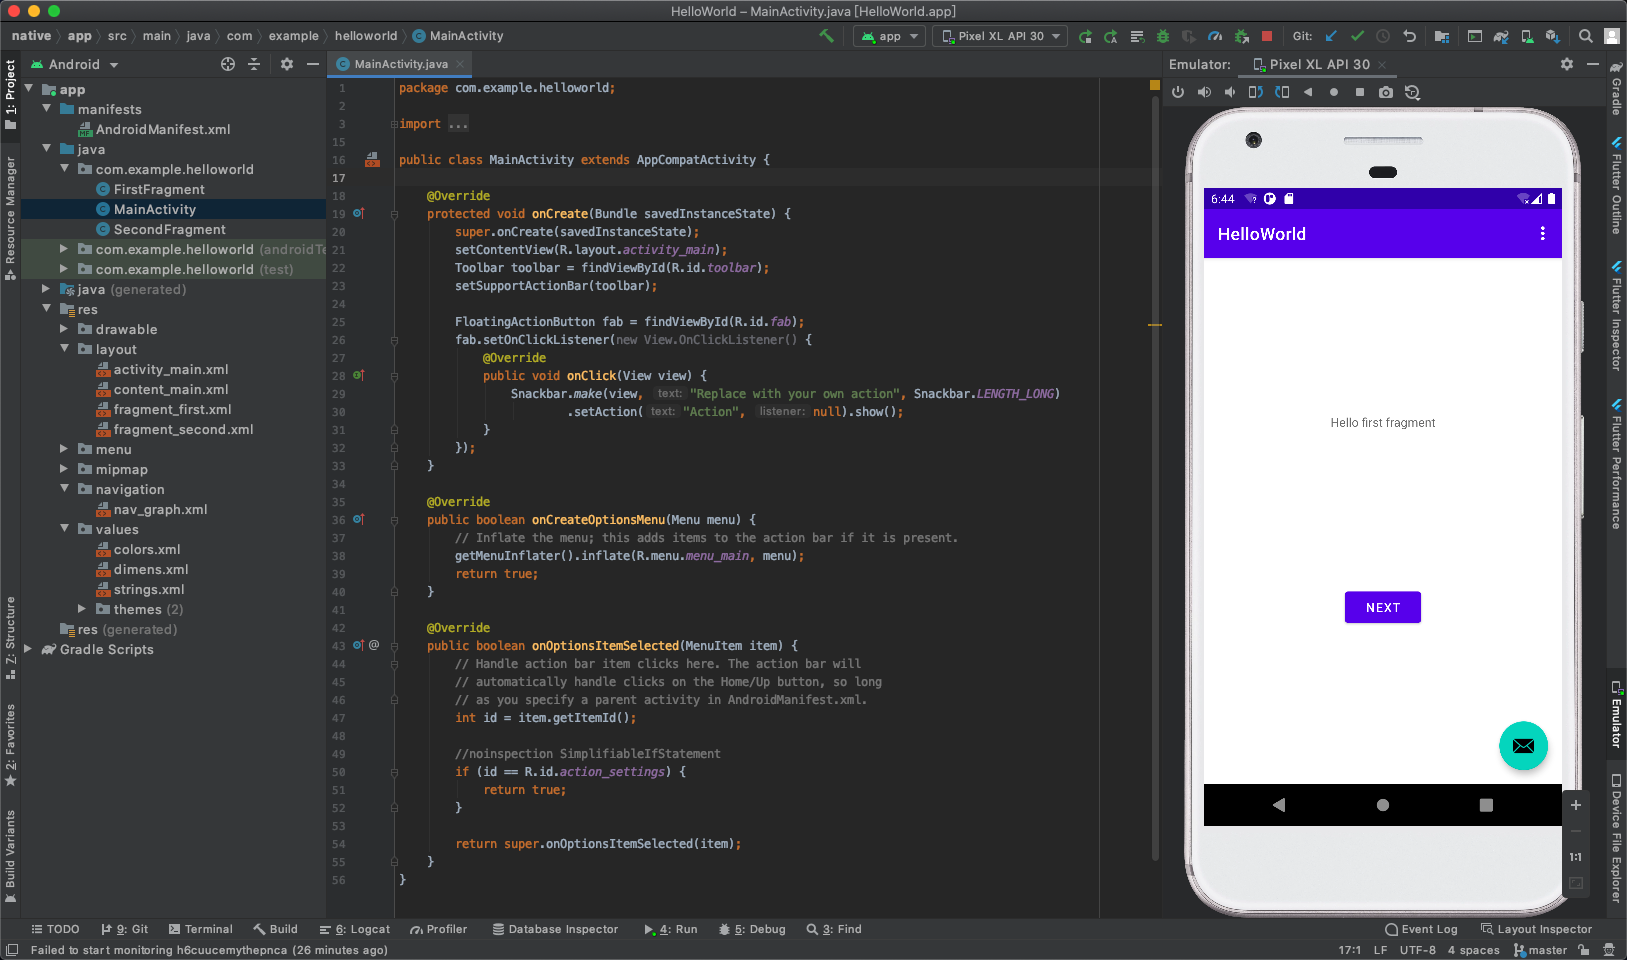 HelloWorld – MainActivity.java [HelloWorld.app]
native app src main java com example helloworld MainActivity
app Pixel XL API 30 Git:
1: Project
Resource Manager
Z: Structure
2: Favorites
Build Variants
Android
app
manifests
AndroidManifest.xml
java
com.example.helloworld
FirstFragment
MainActivity
SecondFragment
com.example.helloworld (androidTe
com.example.helloworld (test)
java (generated)
res
drawable
layout
activity_main.xml
content_main.xml
fragment_first.xml
fragment_second.xml
menu
mipmap
navigation
nav_graph.xml
values
colors.xml
dimens.xml
strings.xml
themes (2)
res (generated)
Gradle Scripts
MainActivity.java
1 package com.example.helloworld;
2
3 import ...
15
16 public class MainActivity extends AppCompatActivity {
17
18 @Override
19 protected void onCreate(Bundle savedInstanceState) {
20 super.onCreate(savedInstanceState);
21 setContentView(R.layout.activity_main);
22 Toolbar toolbar = findViewById(R.id.toolbar);
23 setSupportActionBar(toolbar);
24
25 FloatingActionButton fab = findViewById(R.id.fab);
26 fab.setOnClickListener(new View.OnClickListener() {
27 @Override
28 public void onClick(View view) {
29 Snackbar.make(view, text: "Replace with your own action", Snackbar.LENGTH_LONG)
30 .setAction( text: "Action", listener: null).show();
31 }
32 });
33 }
34
35 @Override
36 public boolean onCreateOptionsMenu(Menu menu) {
37 // Inflate the menu; this adds items to the action bar if it is present.
38 getMenuInflater().inflate(R.menu.menu_main, menu);
39 return true;
40 }
41
42 @Override
43 @ public boolean onOptionsItemSelected(MenuItem item) {
44 // Handle action bar item clicks here. The action bar will
45 // automatically handle clicks on the Home/Up button, so long
46 // as you specify a parent activity in AndroidManifest.xml.
47 int id = item.getItemId();
48
49 //noinspection SimplifiableIfStatement
50 if (id == R.id.action_settings) {
51 return true;
52 }
53
54 return super.onOptionsItemSelected(item);
55 }
56 }
Emulator: Pixel XL API 30
6:44
HelloWorld
Hello first fragment
NEXT
1:1
Gradle
Flutter Outline
Flutter Inspector
Flutter Performance
Emulator
Device File Explorer
TODO 9: Git Terminal Build 6: Logcat Profiler Database Inspector 4: Run 5: Debug 3: Find Event Log Layout Inspector
Failed to start monitoring h6cuucemythepnca (26 minutes ago) 17:1 LF UTF-8 4 spaces master